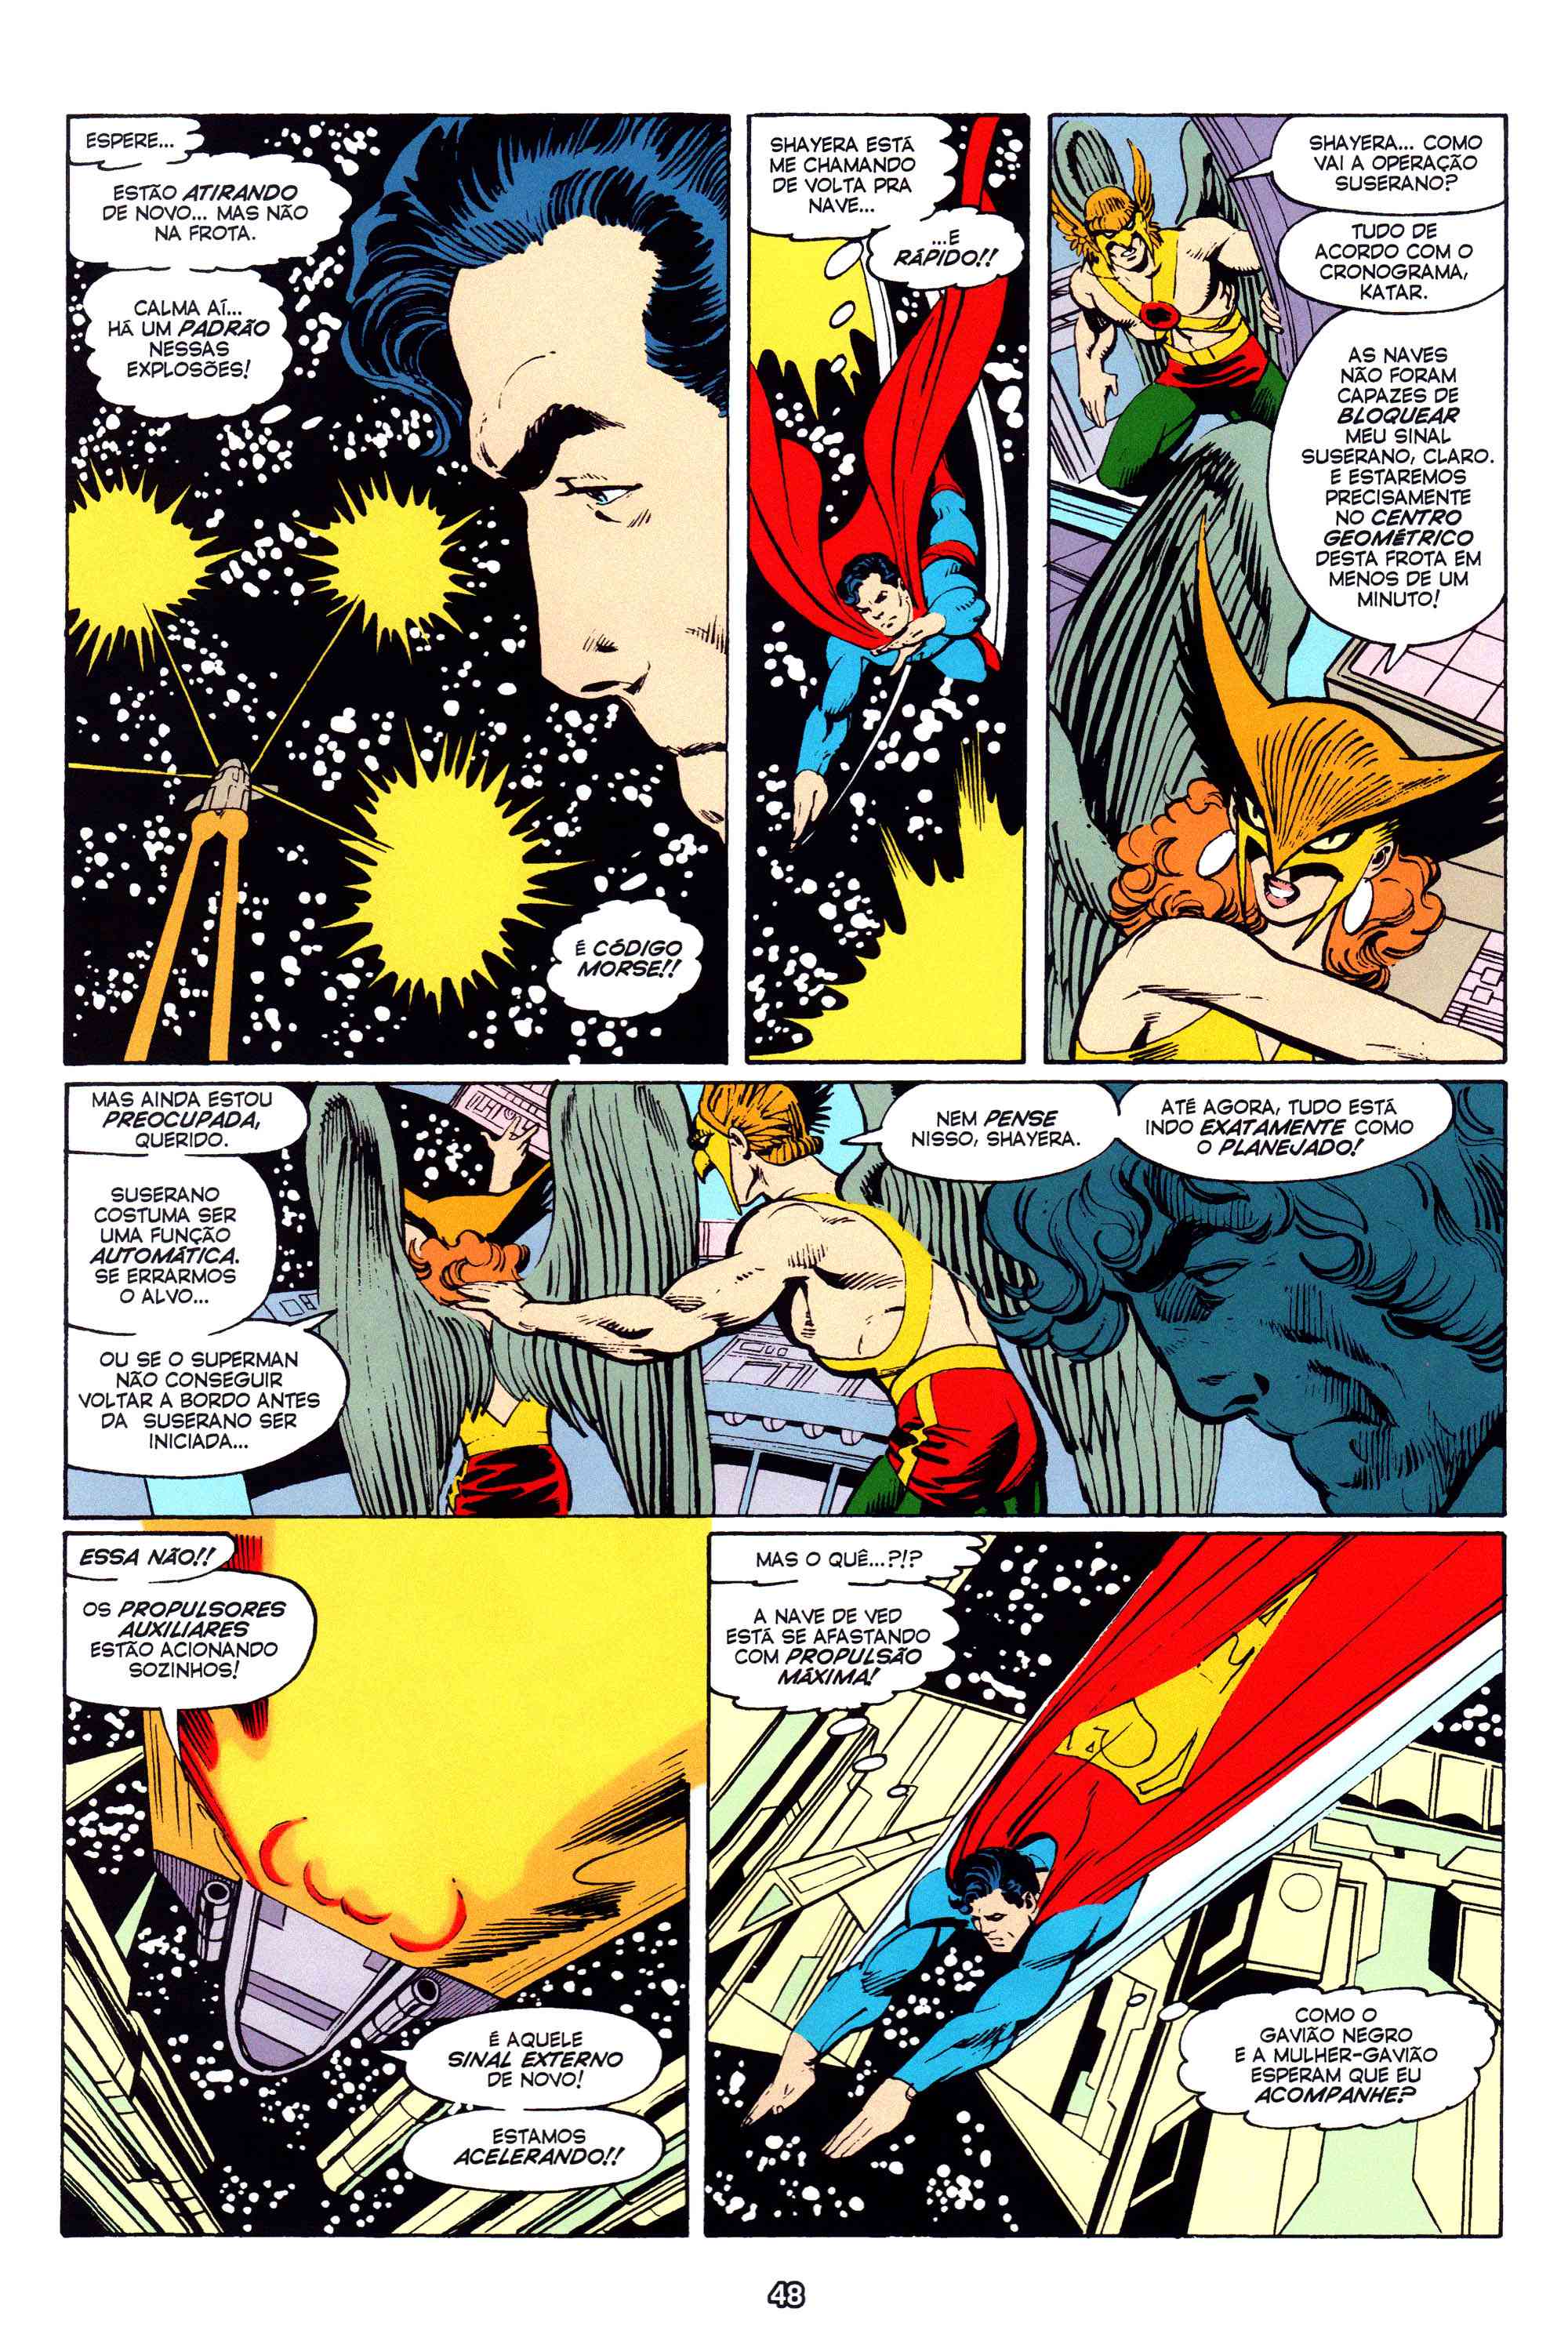 ESPERE...
ESTÃO ATIRANDO
DE NOVO... MAS NÃO
NA FROTA.
CALMA AÍ...
HÁ UM PADRÃO
NESSAS
EXPLOSÕES!
É CÓDIGO
MORSE!!
SHAYERA ESTÁ
ME CHAMANDO
DE VOLTA PRA
NAVE...
...E
RÁPIDO!!
SHAYERA... COMO
VAI A OPERAÇÃO
SUSERANO?
TUDO DE
ACORDO COM O
CRONOGRAMA,
KATAR.
AS NAVES
NÃO FORAM
CAPAZES DE
BLOQUEAR
MEU SINAL
SUSERANO, CLARO.
E ESTAREMOS
PRECISAMENTE
NO CENTRO
GEOMÉTRICO
DESTA FROTA EM
MENOS DE UM
MINUTO!
MAS AINDA ESTOU
PREOCUPADA,
QUERIDO.
SUSERANO
COSTUMA SER
UMA FUNÇÃO
AUTOMÁTICA.
SE ERRARMOS
O ALVO...
OU SE O SUPERMAN
NÃO CONSEGUIR
VOLTAR A BORDO ANTES
DA SUSERANO SER
INICIADA...
NEM PENSE
NISSO, SHAYERA.
ATÉ AGORA, TUDO ESTÁ
INDO EXATAMENTE COMO
O PLANEJADO!
ESSA NÃO!!
OS PROPULSORES
AUXILIARES
ESTÃO ACIONANDO
SOZINHOS!
É AQUELE
SINAL EXTERNO
DE NOVO!
ESTAMOS
ACELERANDO!!
MAS O QUÊ...?!?
A NAVE DE VED
ESTÁ SE AFASTANDO
COM PROPULSÃO
MÁXIMA!
COMO O
GAVIÃO NEGRO
E A MULHER-GAVIÃO
ESPERAM QUE EU
ACOMPANHE?
48